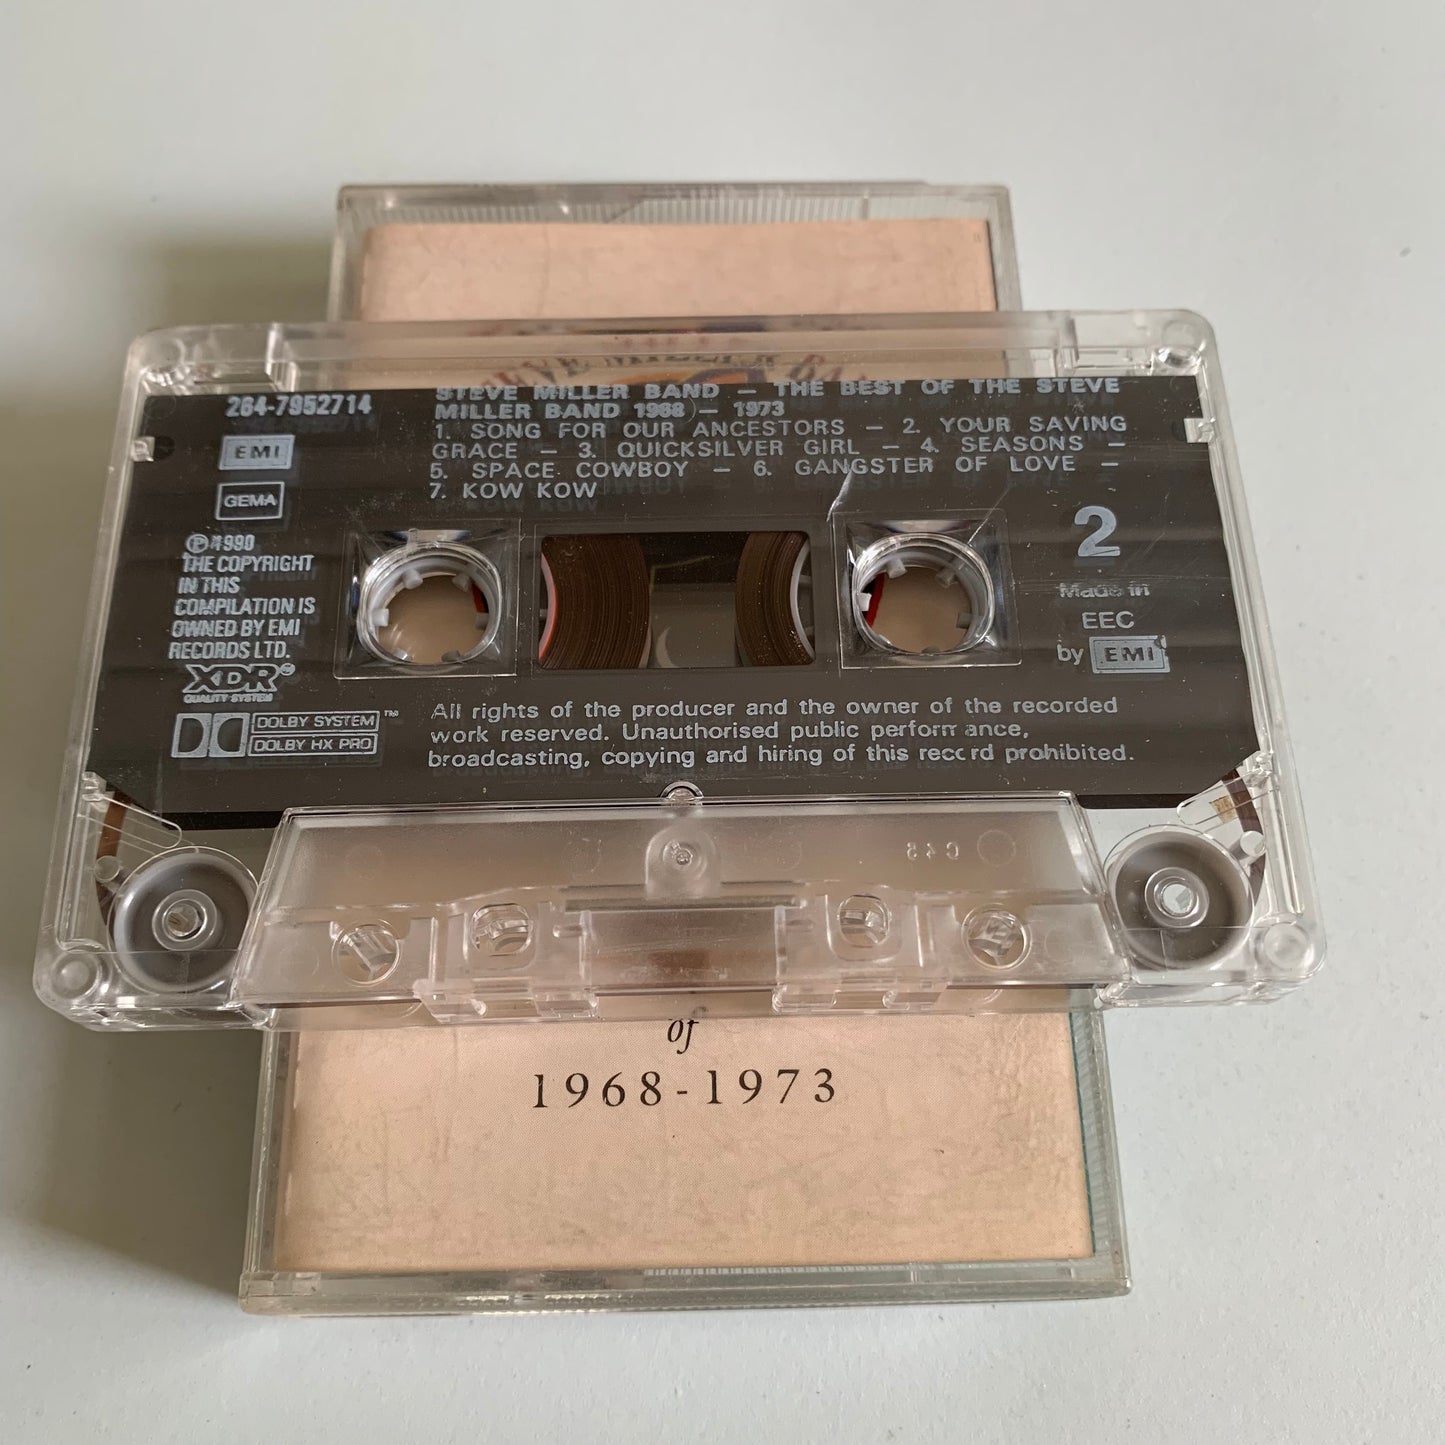 STEVE MILLER BAND
264-7952714
STEVE MILLER BAND – THE BEST OF THE STEVE
MILLER BAND 1968 – 1973
1. SONG FOR OUR ANCESTORS – 2. YOUR SAVING
GRACE – 3. QUICKSILVER GIRL – 4. SEASONS –
5. SPACE COWBOY – 6. GANGSTER OF LOVE –
7. KOW KOW
EMI
GEMA
℗ 1990
THE COPYRIGHT
IN THIS
COMPILATION IS
OWNED BY EMI
RECORDS LTD.
XDR
QUALITY SYSTEM
DOLBY SYSTEM ™
DOLBY HX PRO
2
Made in
EEC
by EMI
All rights of the producer and the owner of the recorded
work reserved. Unauthorised public performance,
broadcasting, copying and hiring of this record prohibited.
of
1968-1973